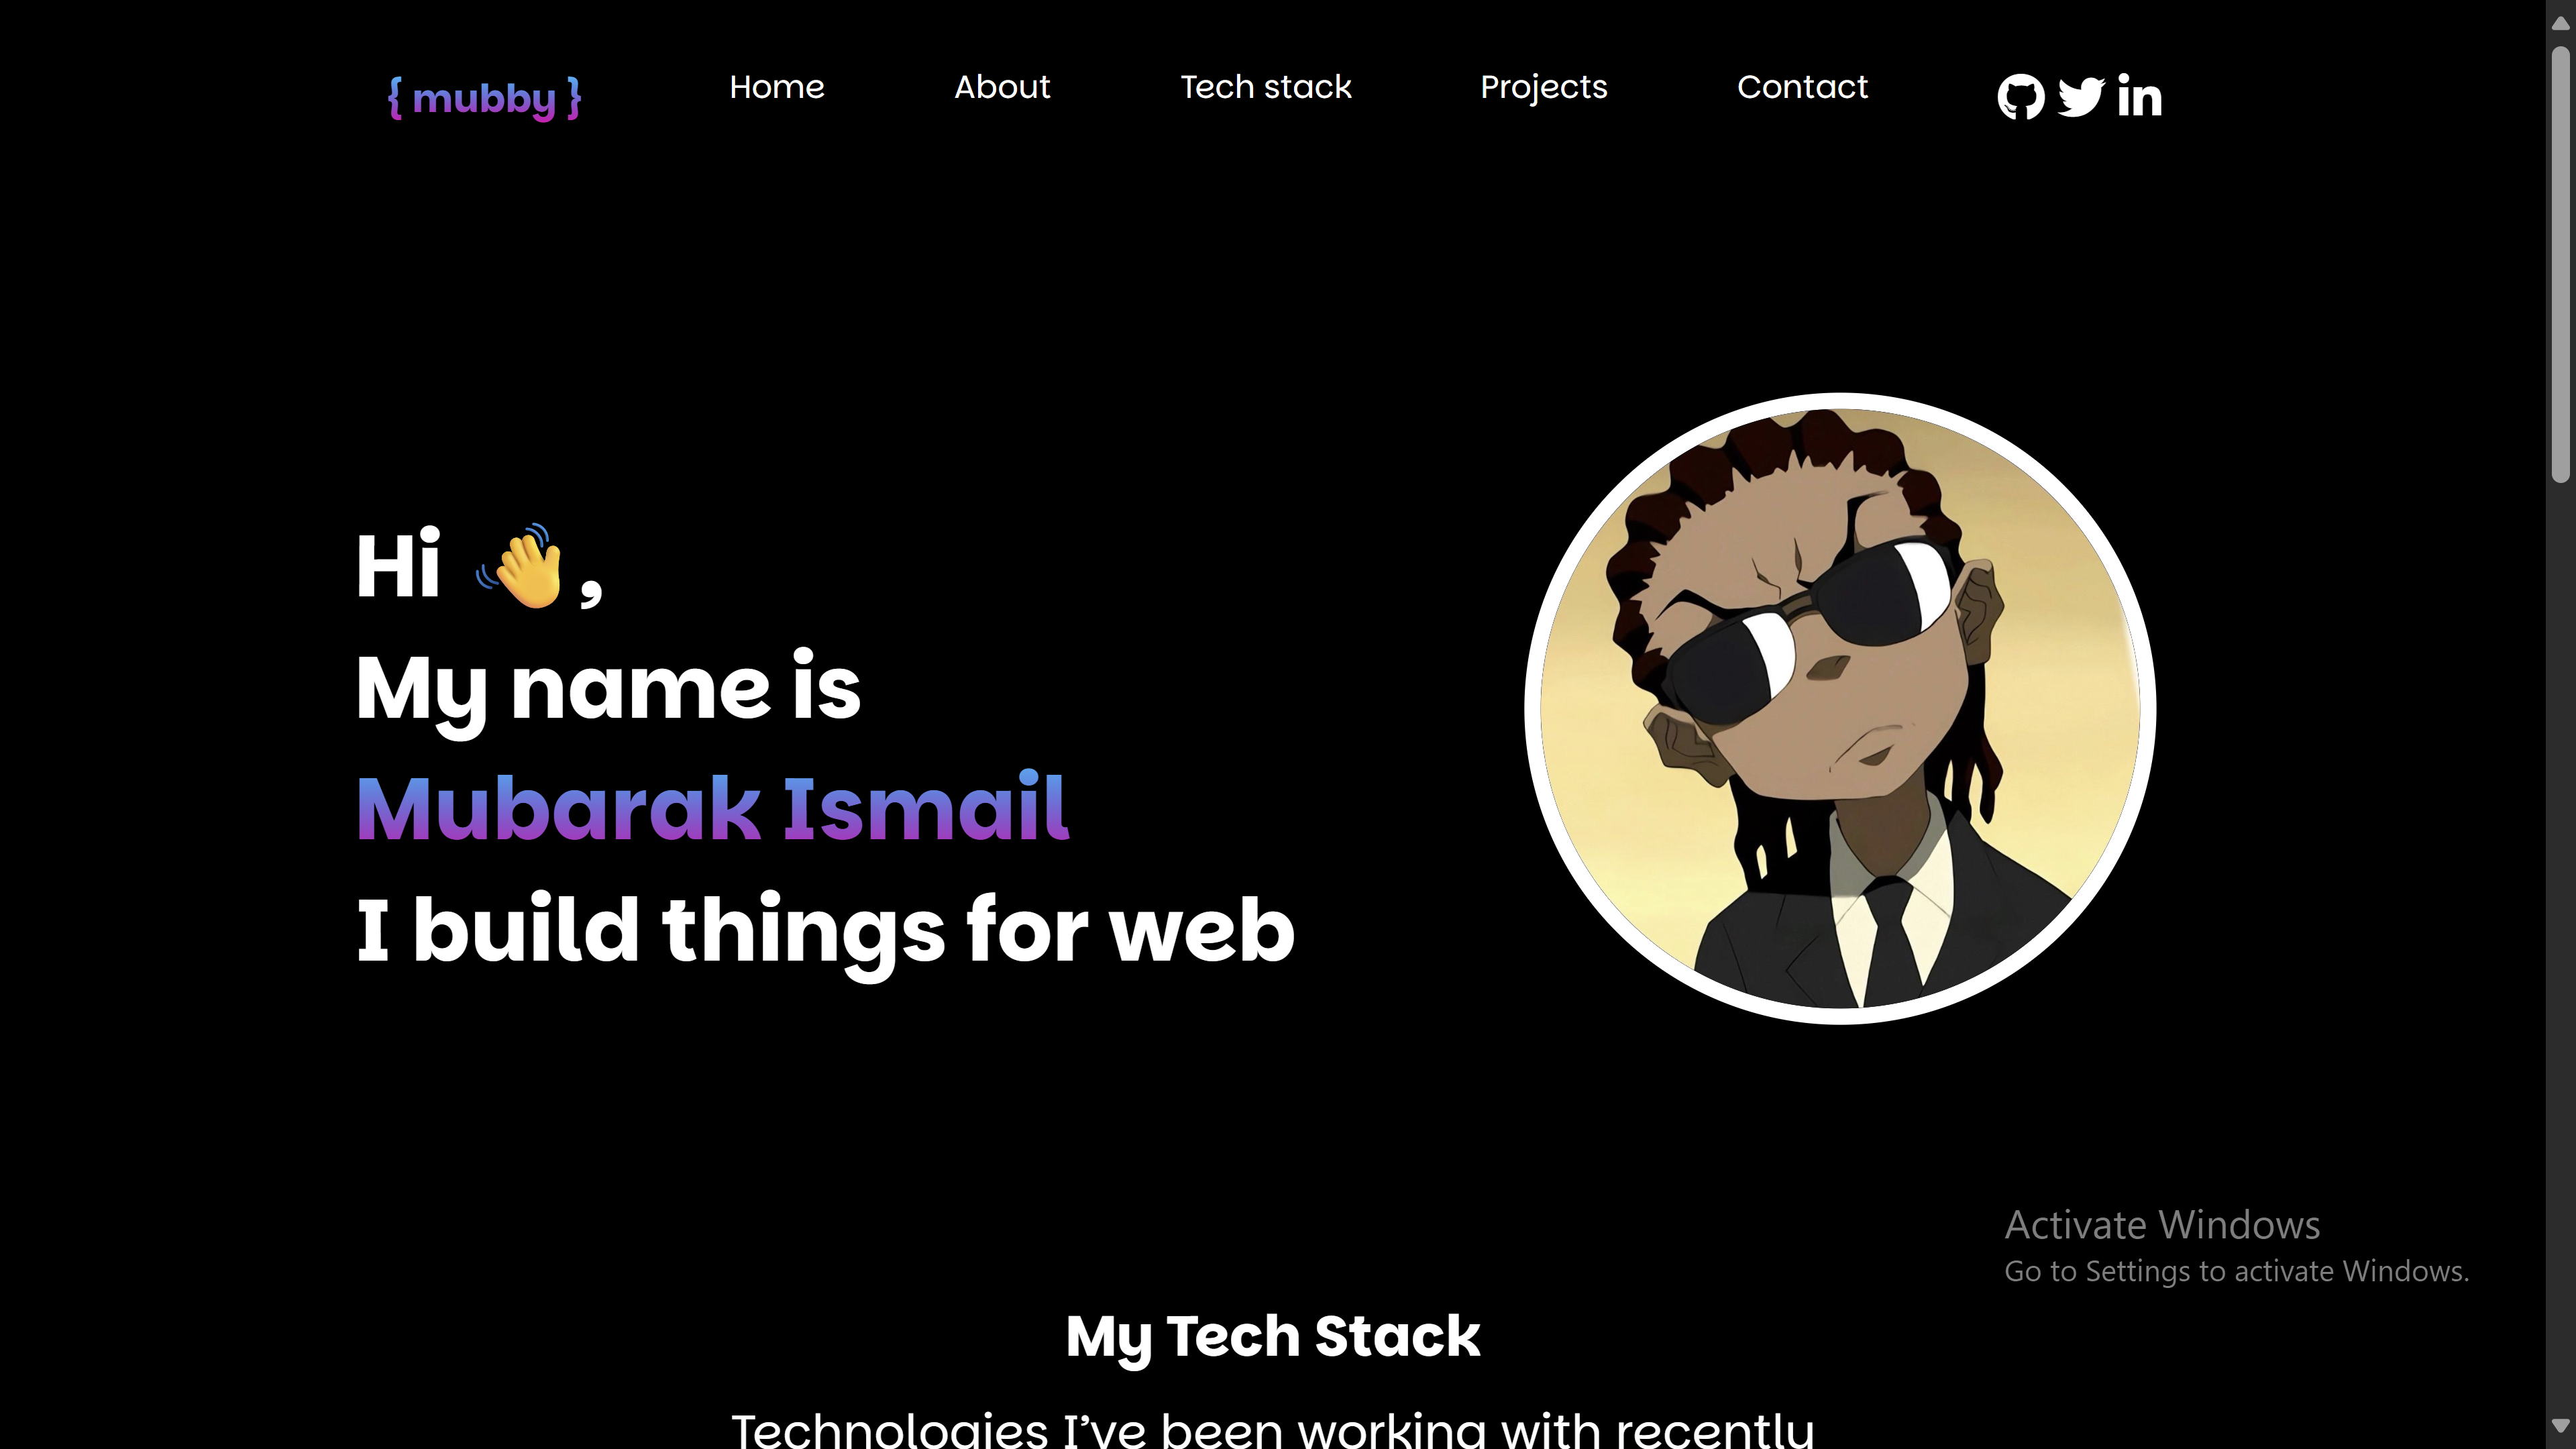 { mubby }
Home
About
Tech stack
Projects
Contact
in
Hi 👋,
My name is
Mubarak Ismail
I build things for web
Activate Windows
Go to Settings to activate Windows.
My Tech Stack
Technologies I've been working with recently